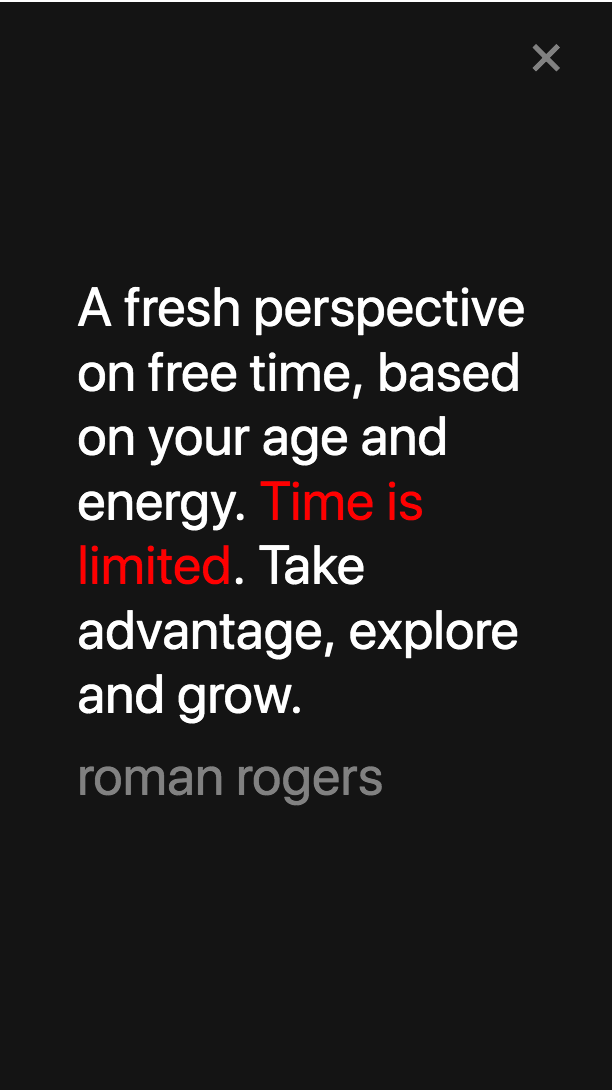 A fresh perspective
on free time, based
on your age and
energy. Time is
limited. Take
advantage, explore
and grow.
roman rogers